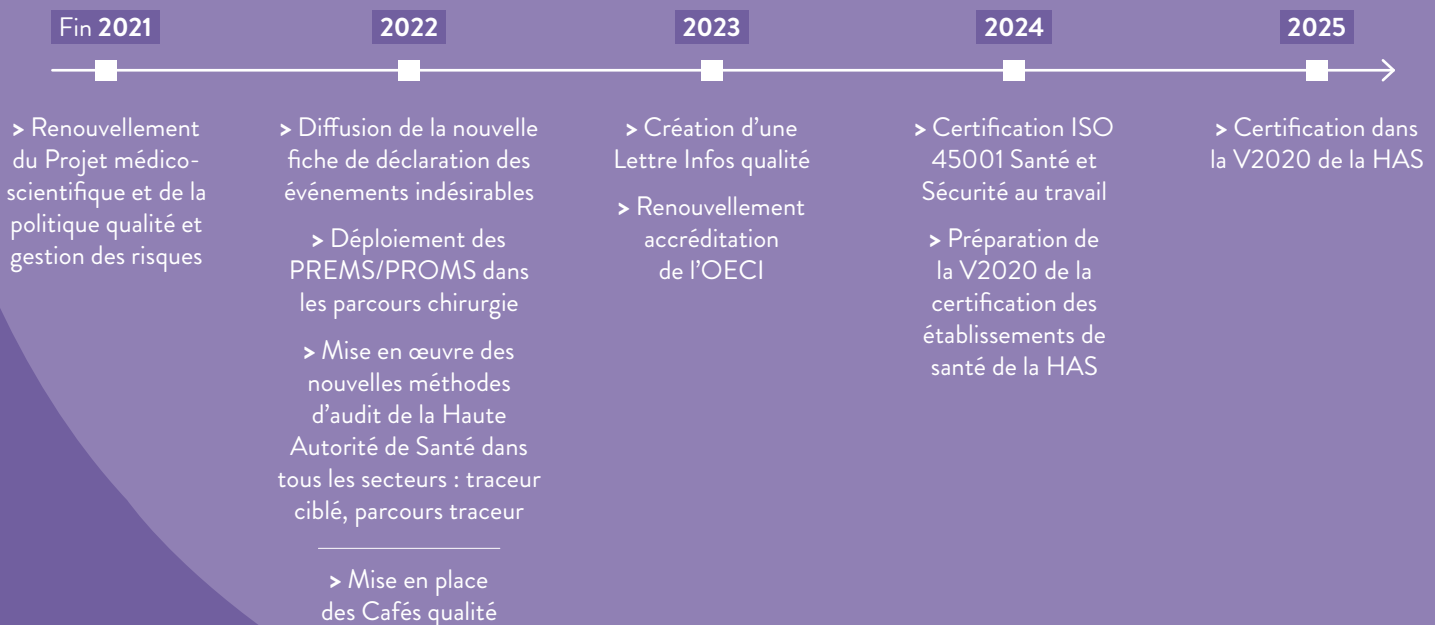 Fin 2021
> Renouvellement
du Projet médico-
scientifique et de la
politique qualité et
gestion des risques
2022
> Diffusion de la nouvelle
fiche de déclaration des
événements indésirables
> Déploiement des
PREMS/PROMS dans
les parcours chirurgie
> Mise en œuvre des
nouvelles méthodes
d'audit de la Haute
Autorité de Santé dans
tous les secteurs : traceur
ciblé, parcours traceur
> Mise en place
des Cafés qualité
2023
> Création d'une
Lettre Infos qualité
> Renouvellement
accréditation
de l'OECI
2024
> Certification ISO
45001 Santé et
Sécurité au travail
> Préparation de
la V2020 de la
certification des
établissements de
santé de la HAS
2025
> Certification dans
la V2020 de la HAS